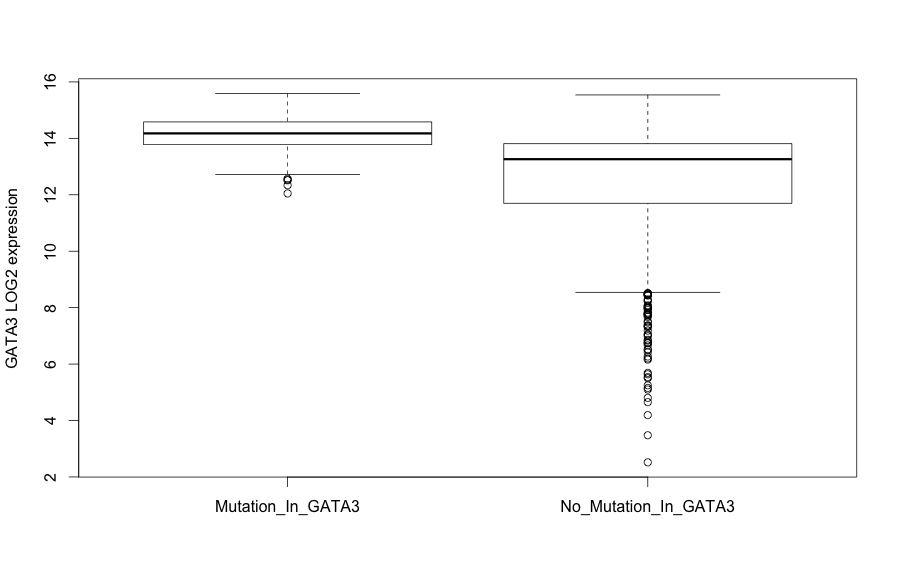 GATA3 LOG2 expression
16
14
12
10
8
6
4
2
Mutation_In_GATA3
No_Mutation_In_GATA3